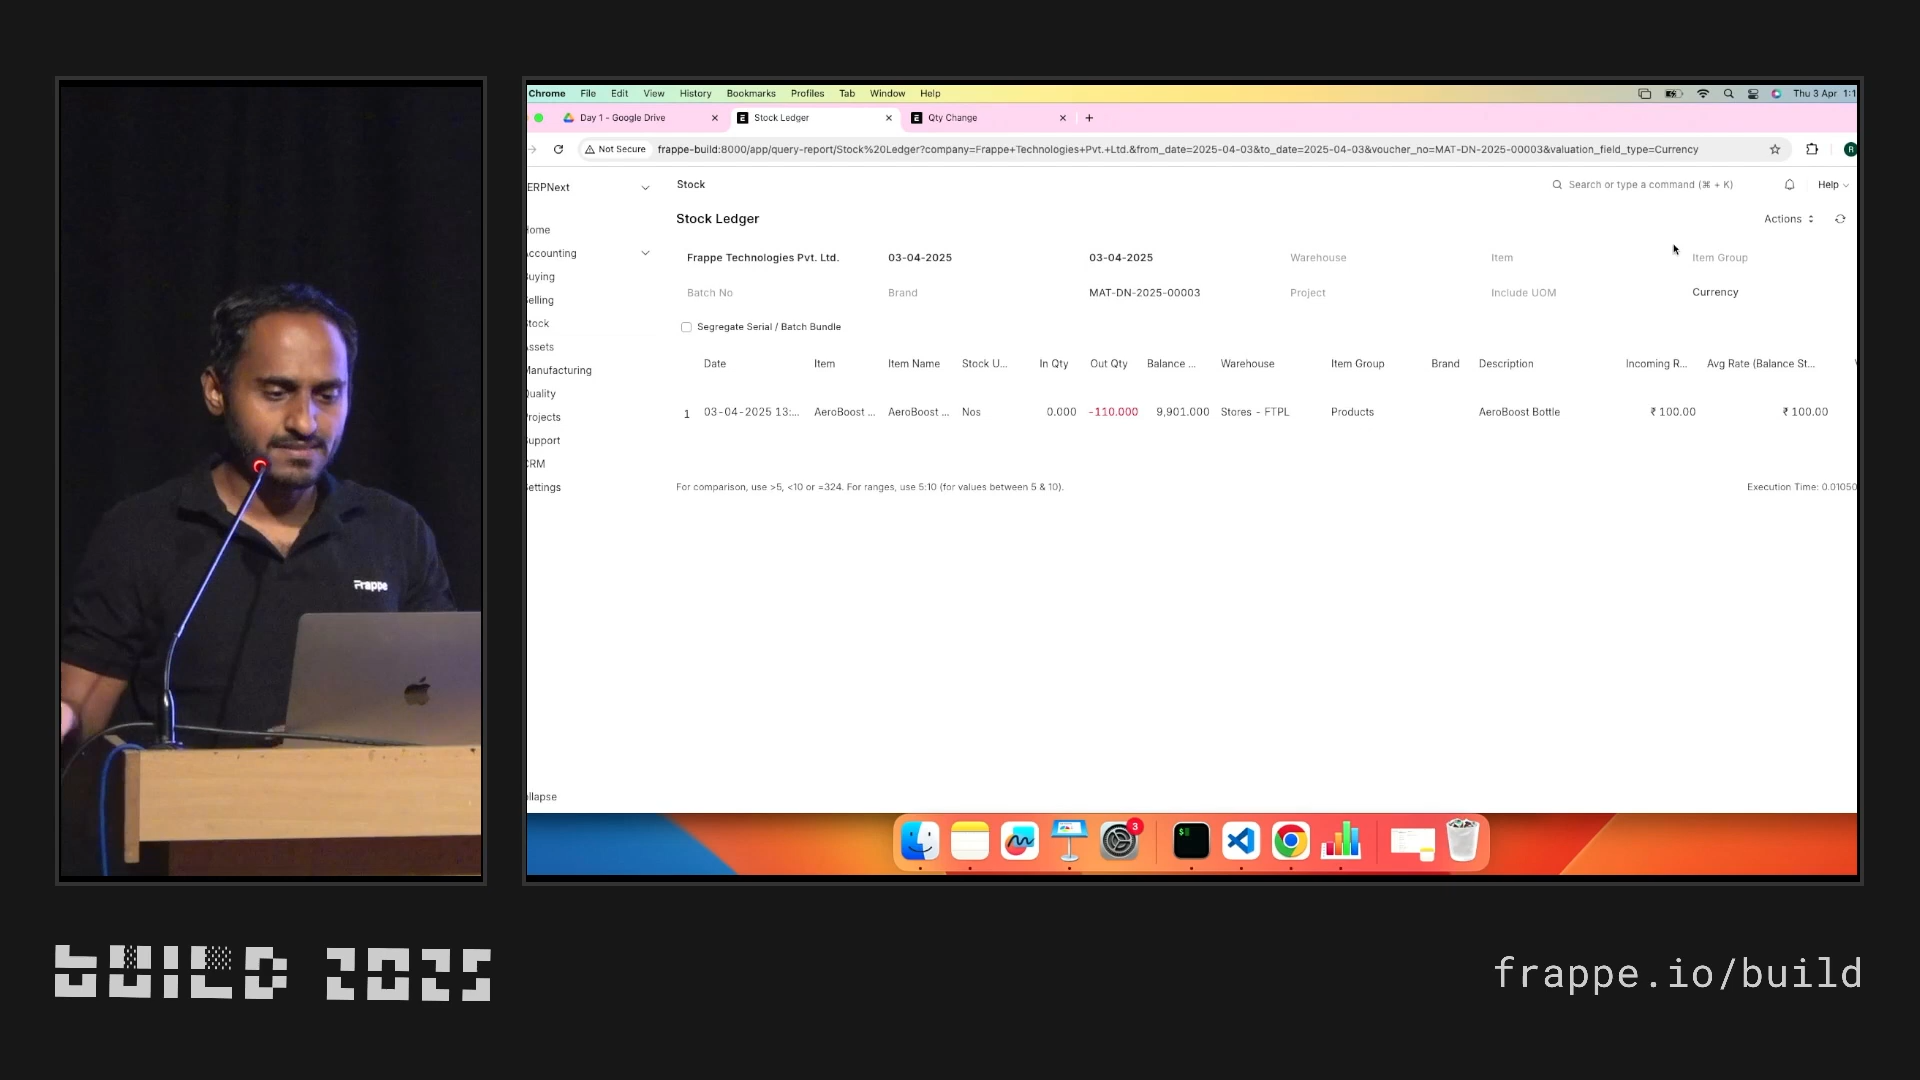 Chrome File Edit View History Bookmarks Profiles Tab Window Help Thu 3 Apr 1:1
Day 1 - Google Drive Stock Ledger Qty Change
Not Secure frappe-build:8000/app/query-report/Stock%20Ledger?company=Frappe+Technologies+Pvt.+Ltd.&from_date=2025-04-03&to_date=2025-04-03&voucher_no=MAT-DN-2025-00003&valuation_field_type=Currency R
ERPNext
Stock
Search or type a command (⌘ + K)
Help
Stock Ledger
Actions
ome
ccounting
uying
elling
tock
ssets
anufacturing
uality
rojects
upport
CRM
ettings
Frappe Technologies Pvt. Ltd. 03-04-2025 03-04-2025 Warehouse Item Item Group
Batch No Brand MAT-DN-2025-00003 Project Include UOM Currency
Segregate Serial / Batch Bundle
Date Item Item Name Stock U... In Qty Out Qty Balance ... Warehouse Item Group Brand Description Incoming R... Avg Rate (Balance St...
1 03-04-2025 13:... AeroBoost ... AeroBoost ... Nos 0.000 -110.000 9,901.000 Stores - FTPL Products AeroBoost Bottle ₹ 100.00 ₹ 100.00
For comparison, use >5, <10 or =324. For ranges, use 5:10 (for values between 5 & 10). Execution Time: 0.01050
llapse
3
Frappe
BUILD 2025
frappe.io/build